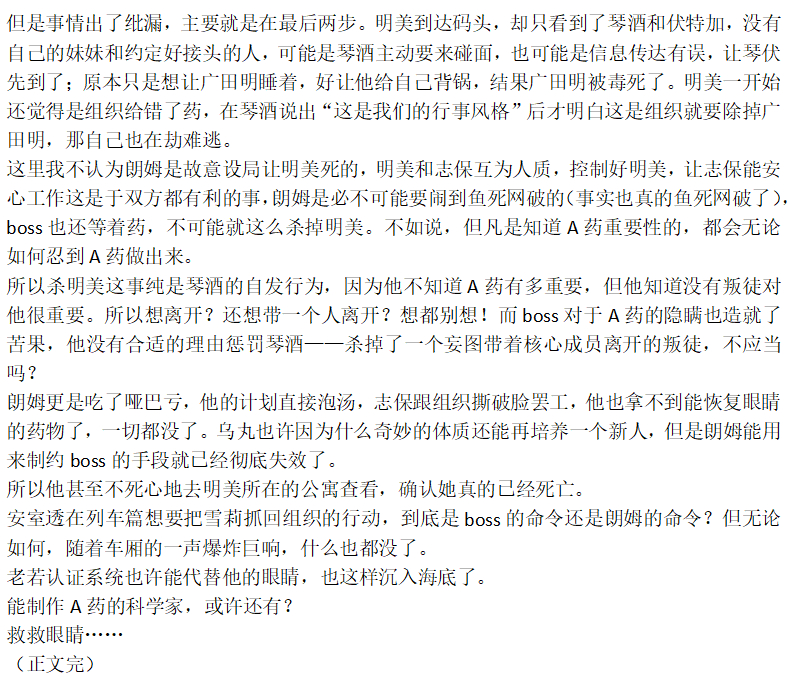 但是事情出了纰漏，主要就是在最后两步。明美到达码头，却只看到了琴酒和伏特加，没有
自己的妹妹和约定好接头的人，可能是琴酒主动要来碰面，也可能是信息传达有误，让琴伏
先到了；原本只是想让广田明睡着，好让他给自己背锅，结果广田明被毒死了。明美一开始
还觉得是组织给错了药，在琴酒说出“这是我们的行事风格”后才明白这是组织就要除掉广
田明，那自己也在劫难逃。
这里我不认为朗姆是故意设局让明美死的，明美和志保互为人质，控制好明美，让志保能安
心工作这是于双方都有利的事，朗姆是必不可能要闹到鱼死网破的（事实也真的鱼死网破了），
boss 也还等着药，不可能就这么杀掉明美。不如说，但凡是知道 A 药重要性的，都会无论
如何忍到 A 药做出来。
所以杀明美这事纯是琴酒的自发行为，因为他不知道 A 药有多重要，但他知道没有叛徒对
他很重要。所以想离开？还想带一个人离开？想都别想！而 boss 对于 A 药的隐瞒也造就了
苦果，他没有合适的理由惩罚琴酒——杀掉了一个妄图带着核心成员离开的叛徒，不应当
吗？
朗姆更是吃了哑巴亏，他的计划直接泡汤，志保跟组织撕破脸罢工，他也拿不到能恢复眼睛
的药物了，一切都没了。乌丸也许因为什么奇妙的体质还能再培养一个新人，但是朗姆能用
来制约 boss 的手段就已经彻底失效了。
所以他甚至不死心地去明美所在的公寓查看，确认她真的已经死亡。
安室透在列车篇想要把雪莉抓回组织的行动，到底是 boss 的命令还是朗姆的命令？但无论
如何，随着车厢的一声爆炸巨响，什么也都没了。
老若认证系统也许能代替他的眼睛，也这样沉入海底了。
能制作 A 药的科学家，或许还有？
救救眼睛……
（正文完）